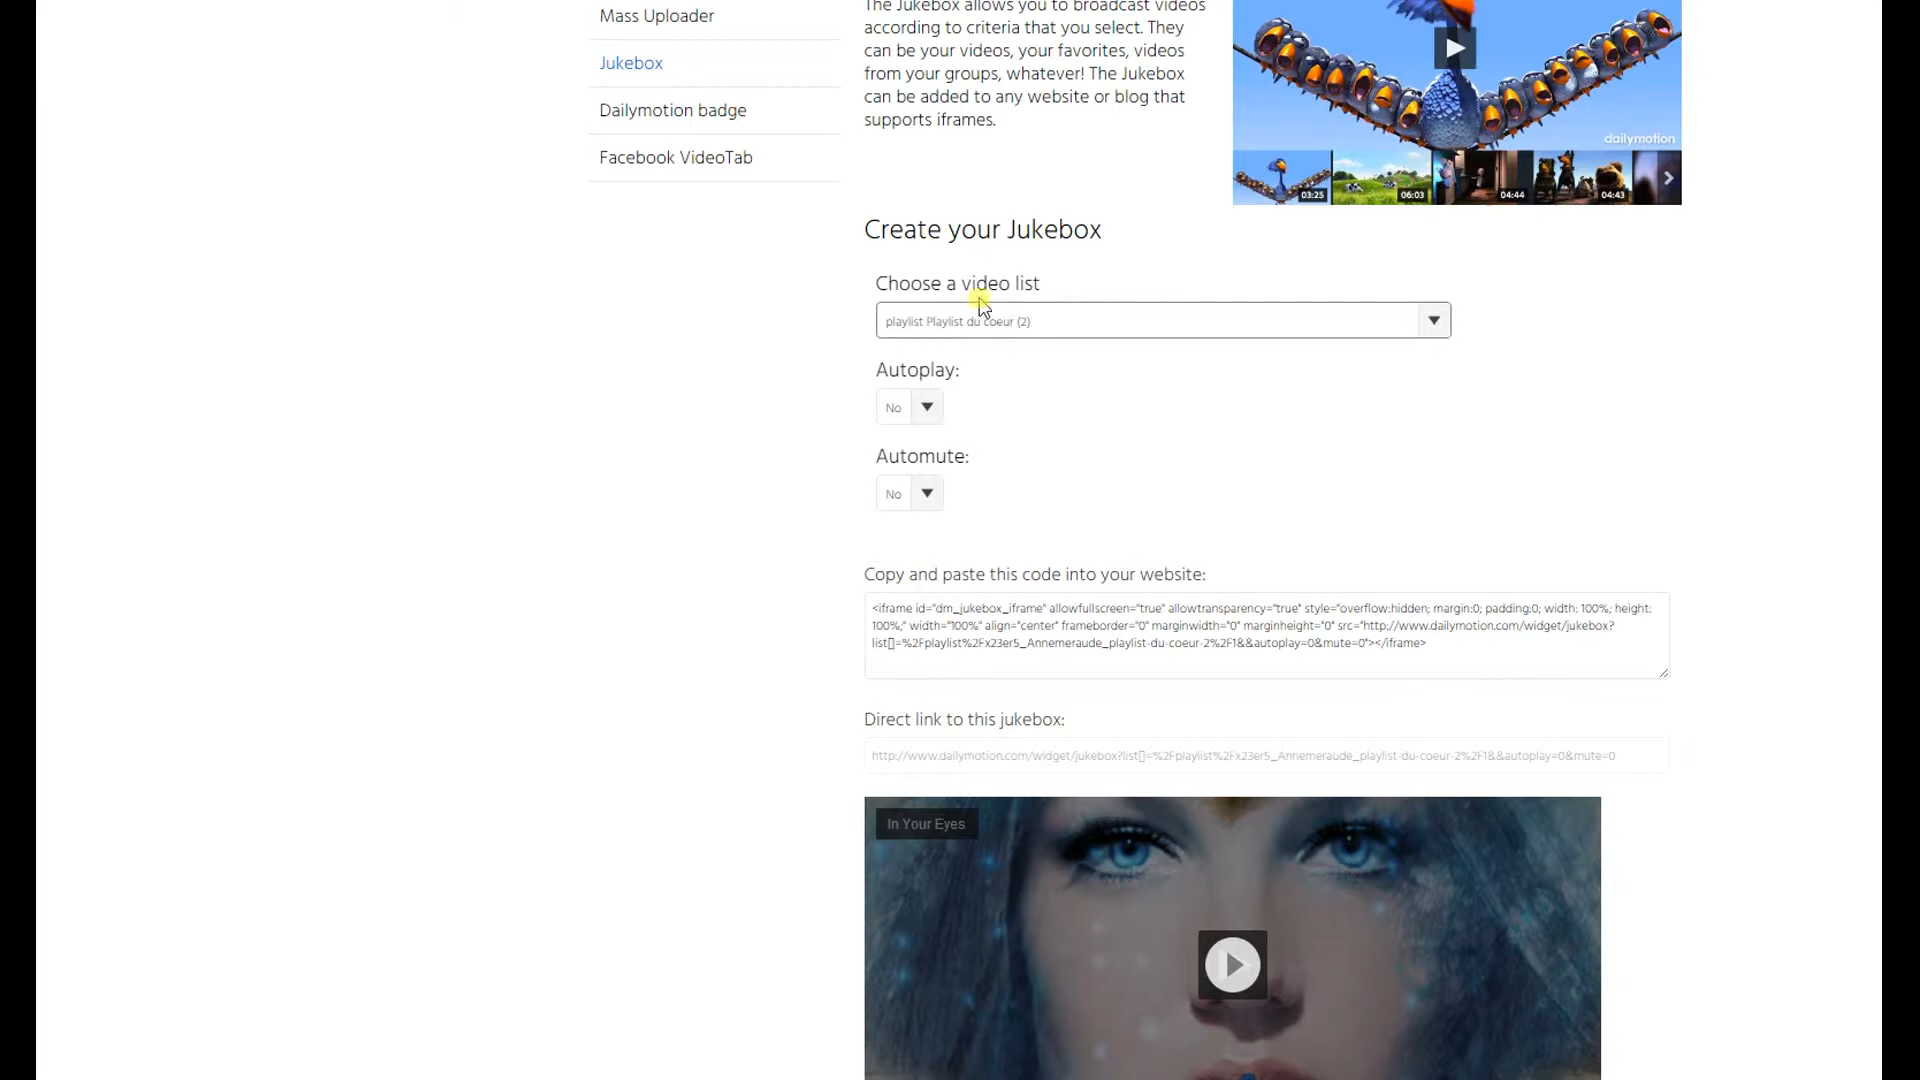 Mass Uploader
Jukebox
Dailymotion badge
Facebook VideoTab
The Jukebox allows you to broadcast videos
according to criteria that you select. They
can be your videos, your favorites, videos
from your groups, whatever! The Jukebox
can be added to any website or blog that
supports iframes.
dailymotion
03:25
06:03
04:44
04:43
Create your Jukebox
Choose a video list
playlist Playlist du coeur (2)
Autoplay:
No
Automute:
No
Copy and paste this code into your website:
<iframe id="dm_jukebox_iframe" allowfullscreen="true" allowtransparency="true" style="overflow:hidden; margin:0; padding:0; width: 100%; height:
100%;" width="100%" align="center" frameborder="0" marginwidth="0" marginheight="0" src="http://www.dailymotion.com/widget/jukebox?
list[]=%2Fplaylist%2Fx23er5_Annemeraude_playlist-du-coeur-2%2F1&&autoplay=0&mute=0"></iframe>
Direct link to this jukebox:
http://www.dailymotion.com/widget/jukebox?list[]=%2Fplaylist%2Fx23er5_Annemeraude_playlist-du-coeur-2%2F1&&autoplay=0&mute=0
In Your Eyes